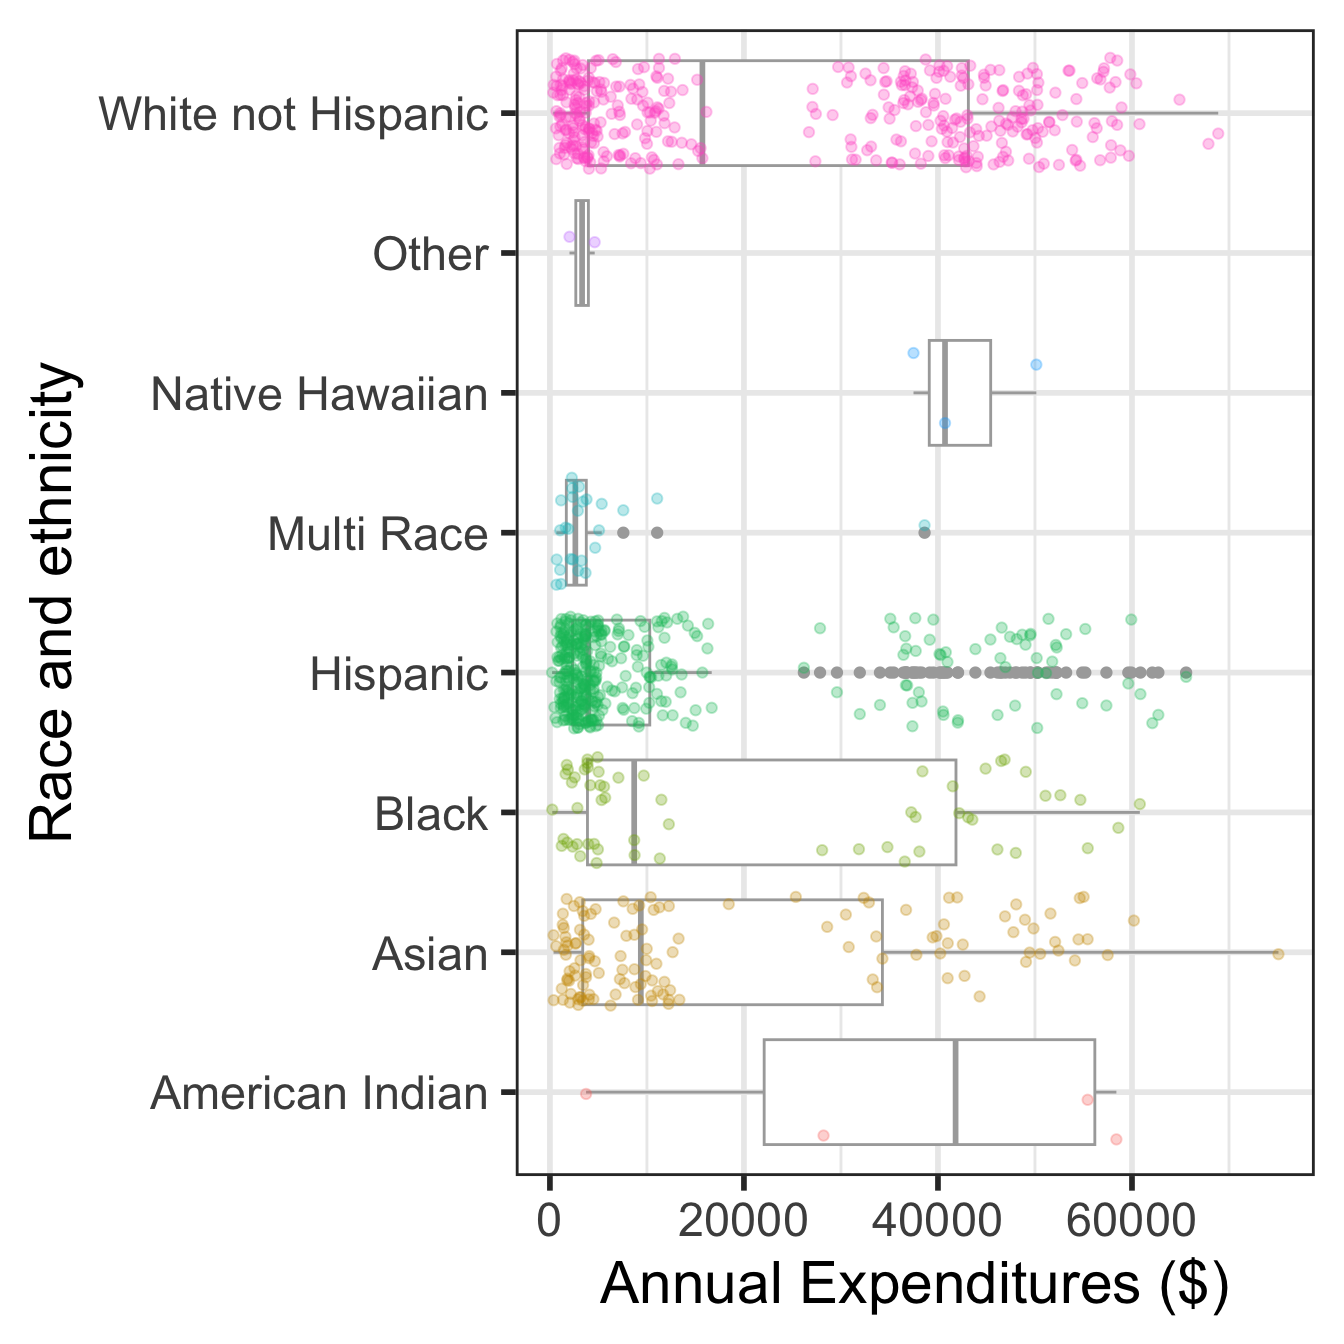 Race and ethnicity
White not Hispanic
Other
Native Hawaiian
Multi Race
Hispanic
Black
Asian
American Indian
0 20000 40000 60000
Annual Expenditures ($)